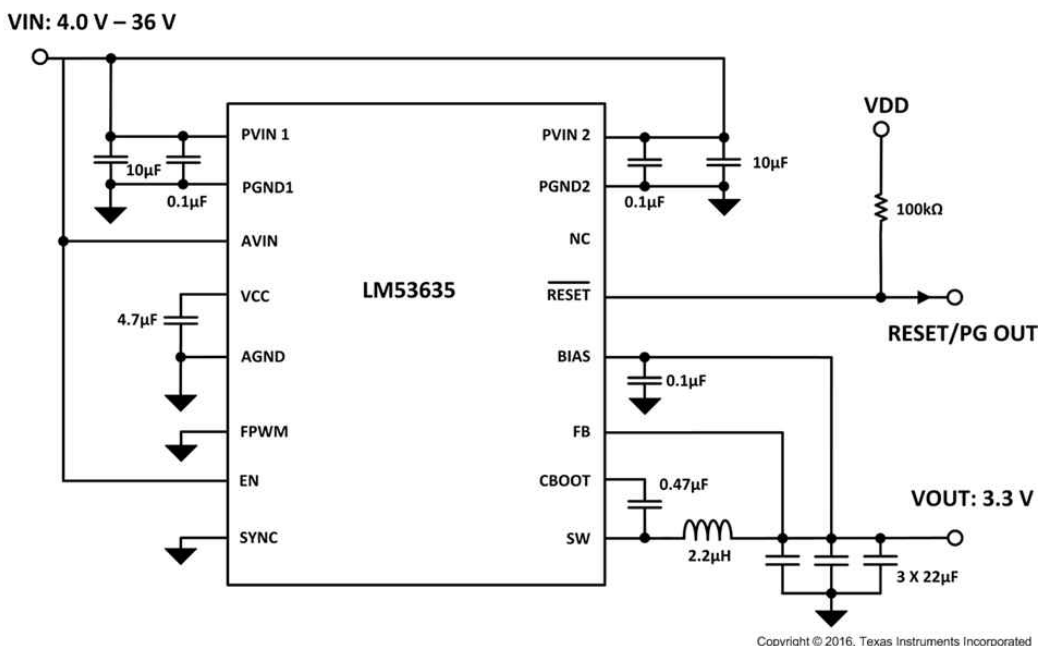 VIN: 4.0 V – 36 V
PVIN 1
PVIN 2
VDD
10µF
0.1µF
10µF
0.1µF
PGND1
PGND2
100kΩ
AVIN
NC
LM53635
VCC
RESET
4.7µF
RESET/PG OUT
AGND
BIAS
0.1µF
FPWM
FB
EN
CBOOT
0.47µF
VOUT: 3.3 V
SYNC
SW
2.2µH
3 X 22µF
Copyright © 2016, Texas Instruments Incorporated